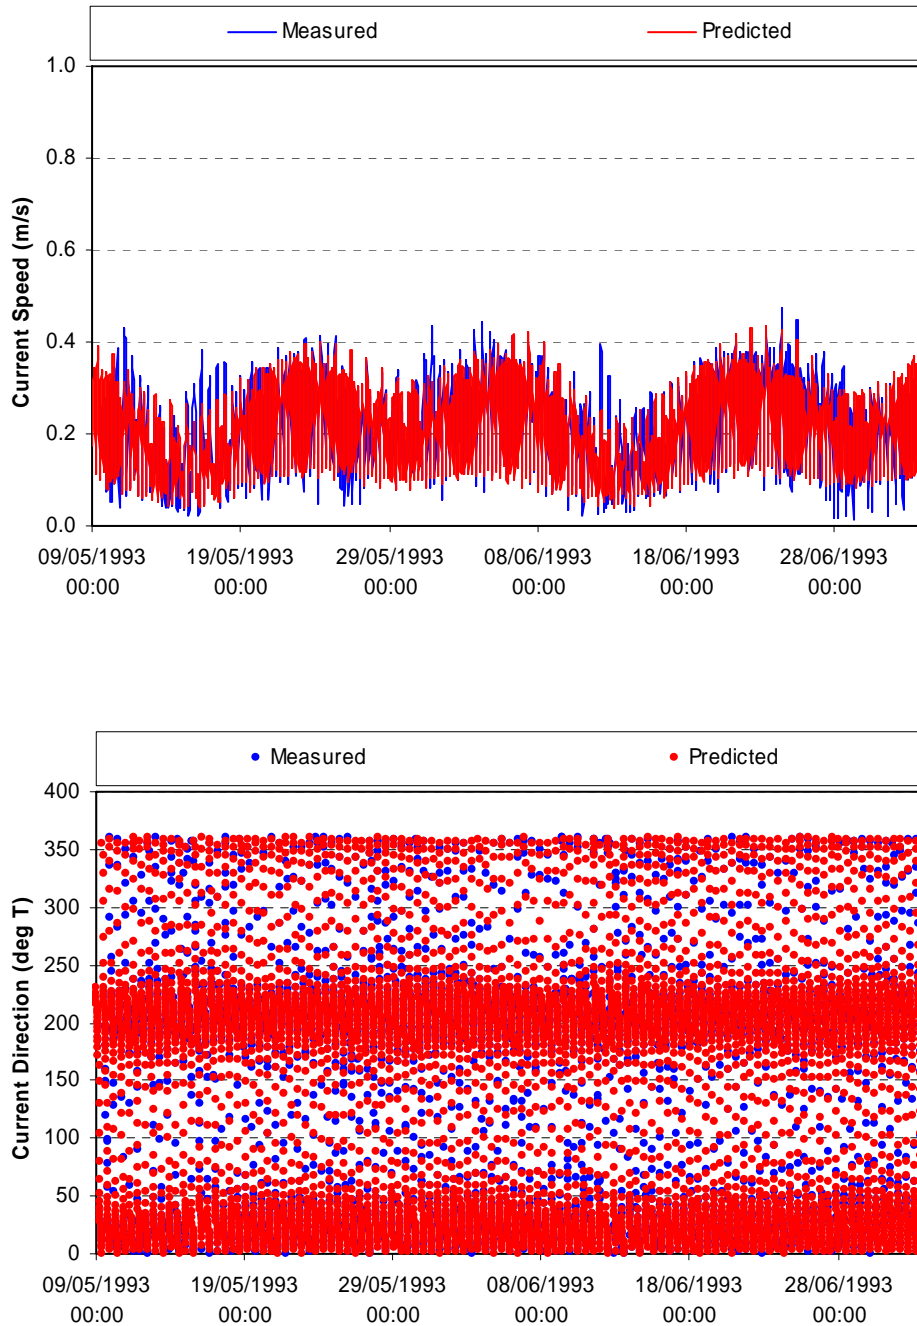 Measured Predicted
1.0
0.8
0.6
0.4
0.2
0.0
Current Speed (m/s)
09/05/1993 19/05/1993 29/05/1993 08/06/1993 18/06/1993 28/06/1993
00:00 00:00 00:00 00:00 00:00 00:00
Measured Predicted
400
350
300
250
200
150
100
50
0
Current Direction (deg T)
09/05/1993 19/05/1993 29/05/1993 08/06/1993 18/06/1993 28/06/1993
00:00 00:00 00:00 00:00 00:00 00:00